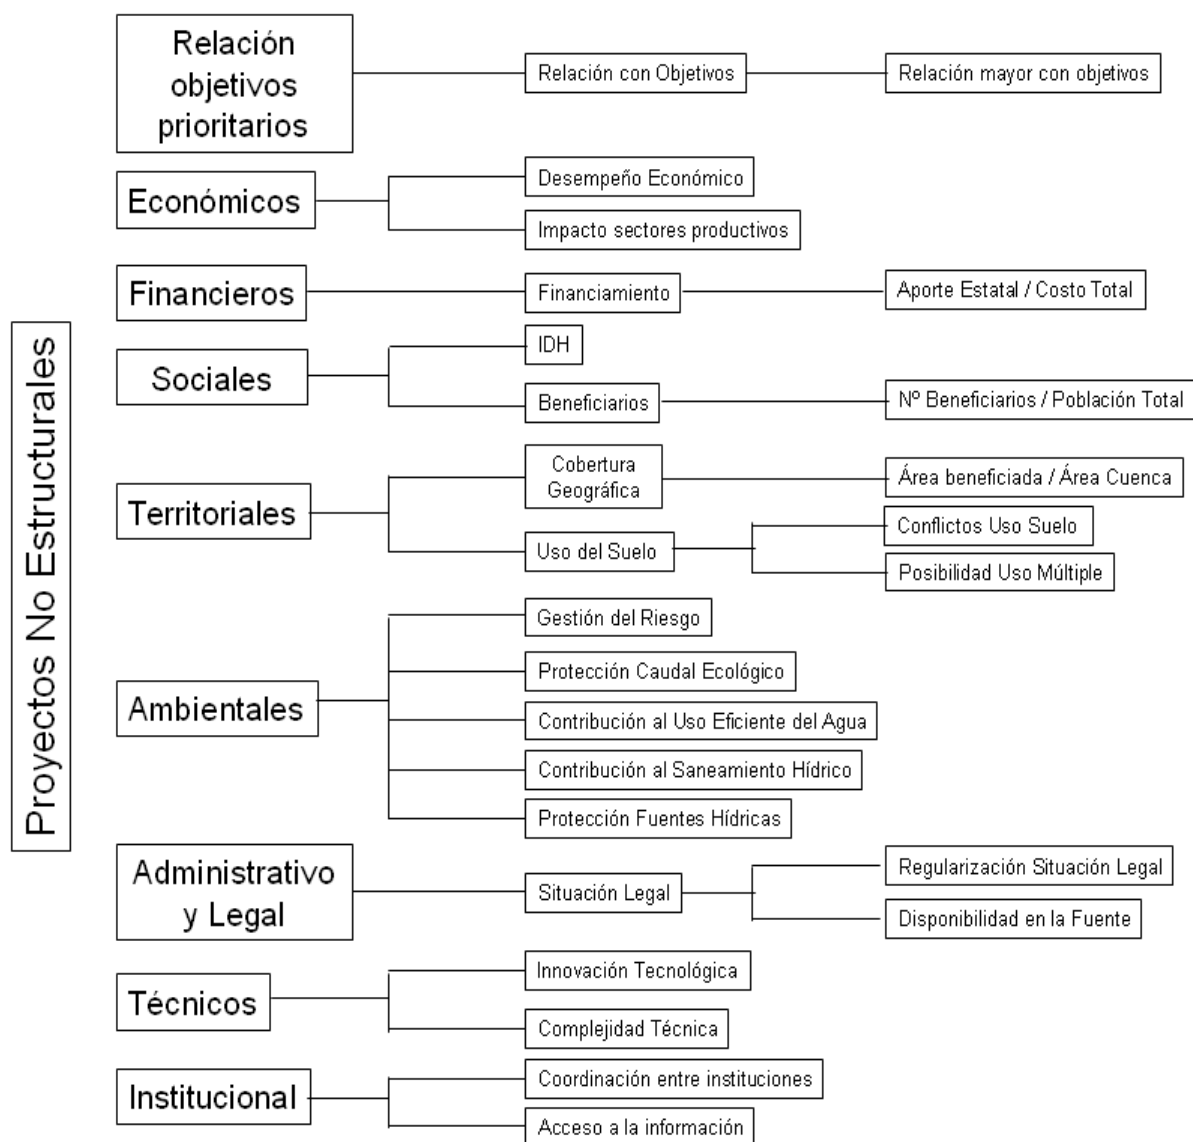 Proyectos No Estructurales
Relación
objetivos
prioritarios
Relación con Objetivos
Relación mayor con objetivos
Económicos
Desempeño Económico
Impacto sectores productivos
Financieros
Financiamiento
Aporte Estatal / Costo Total
Sociales
IDH
Beneficiarios
Nº Beneficiarios / Población Total
Territoriales
Cobertura
Geográfica
Área beneficiada / Área Cuenca
Uso del Suelo
Conflictos Uso Suelo
Posibilidad Uso Múltiple
Ambientales
Gestión del Riesgo
Protección Caudal Ecológico
Contribución al Uso Eficiente del Agua
Contribución al Saneamiento Hídrico
Protección Fuentes Hídricas
Administrativo
y Legal
Situación Legal
Regularización Situación Legal
Disponibilidad en la Fuente
Técnicos
Innovación Tecnológica
Complejidad Técnica
Institucional
Coordinación entre instituciones
Acceso a la información